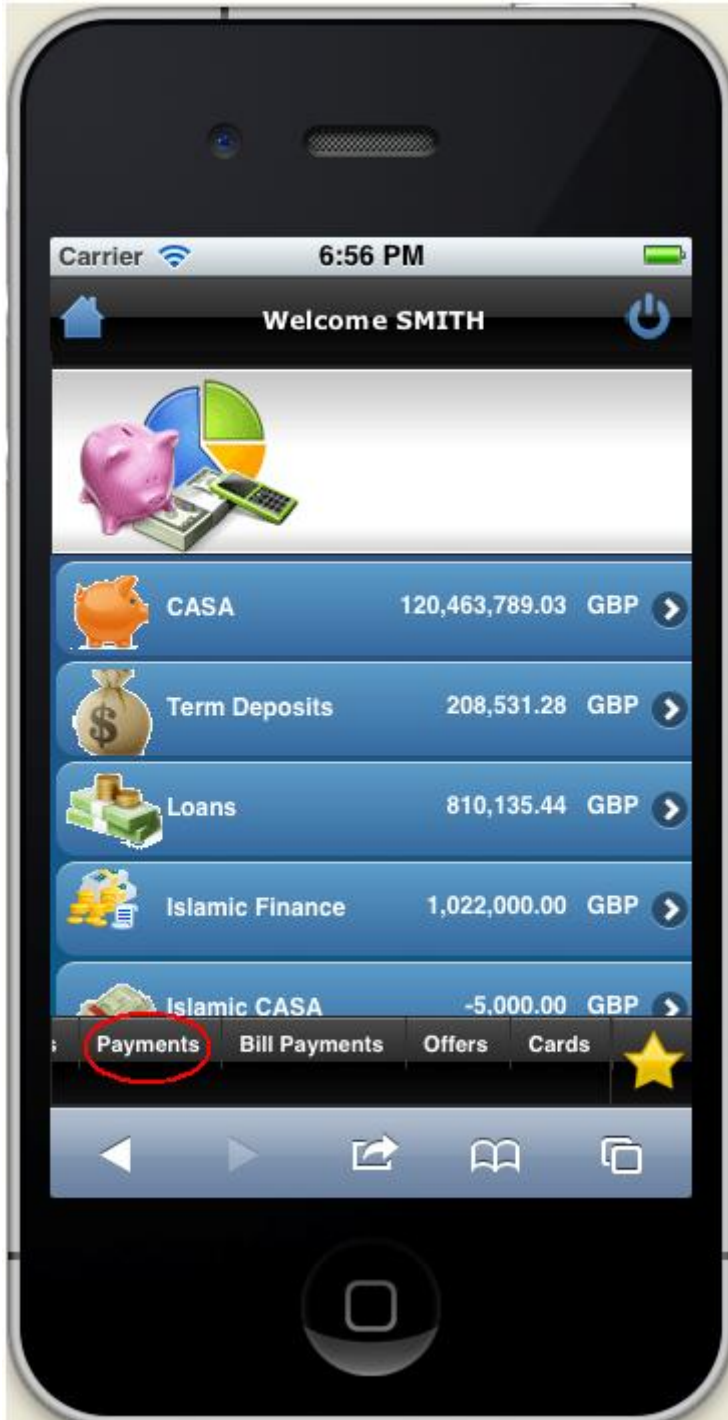 Carrier 6:56 PM
Welcome SMITH
CASA 120,463,789.03 GBP
Term Deposits 208,531.28 GBP
Loans 810,135.44 GBP
Islamic Finance 1,022,000.00 GBP
Islamic CASA -5,000.00 GBP
s Payments Bill Payments Offers Cards